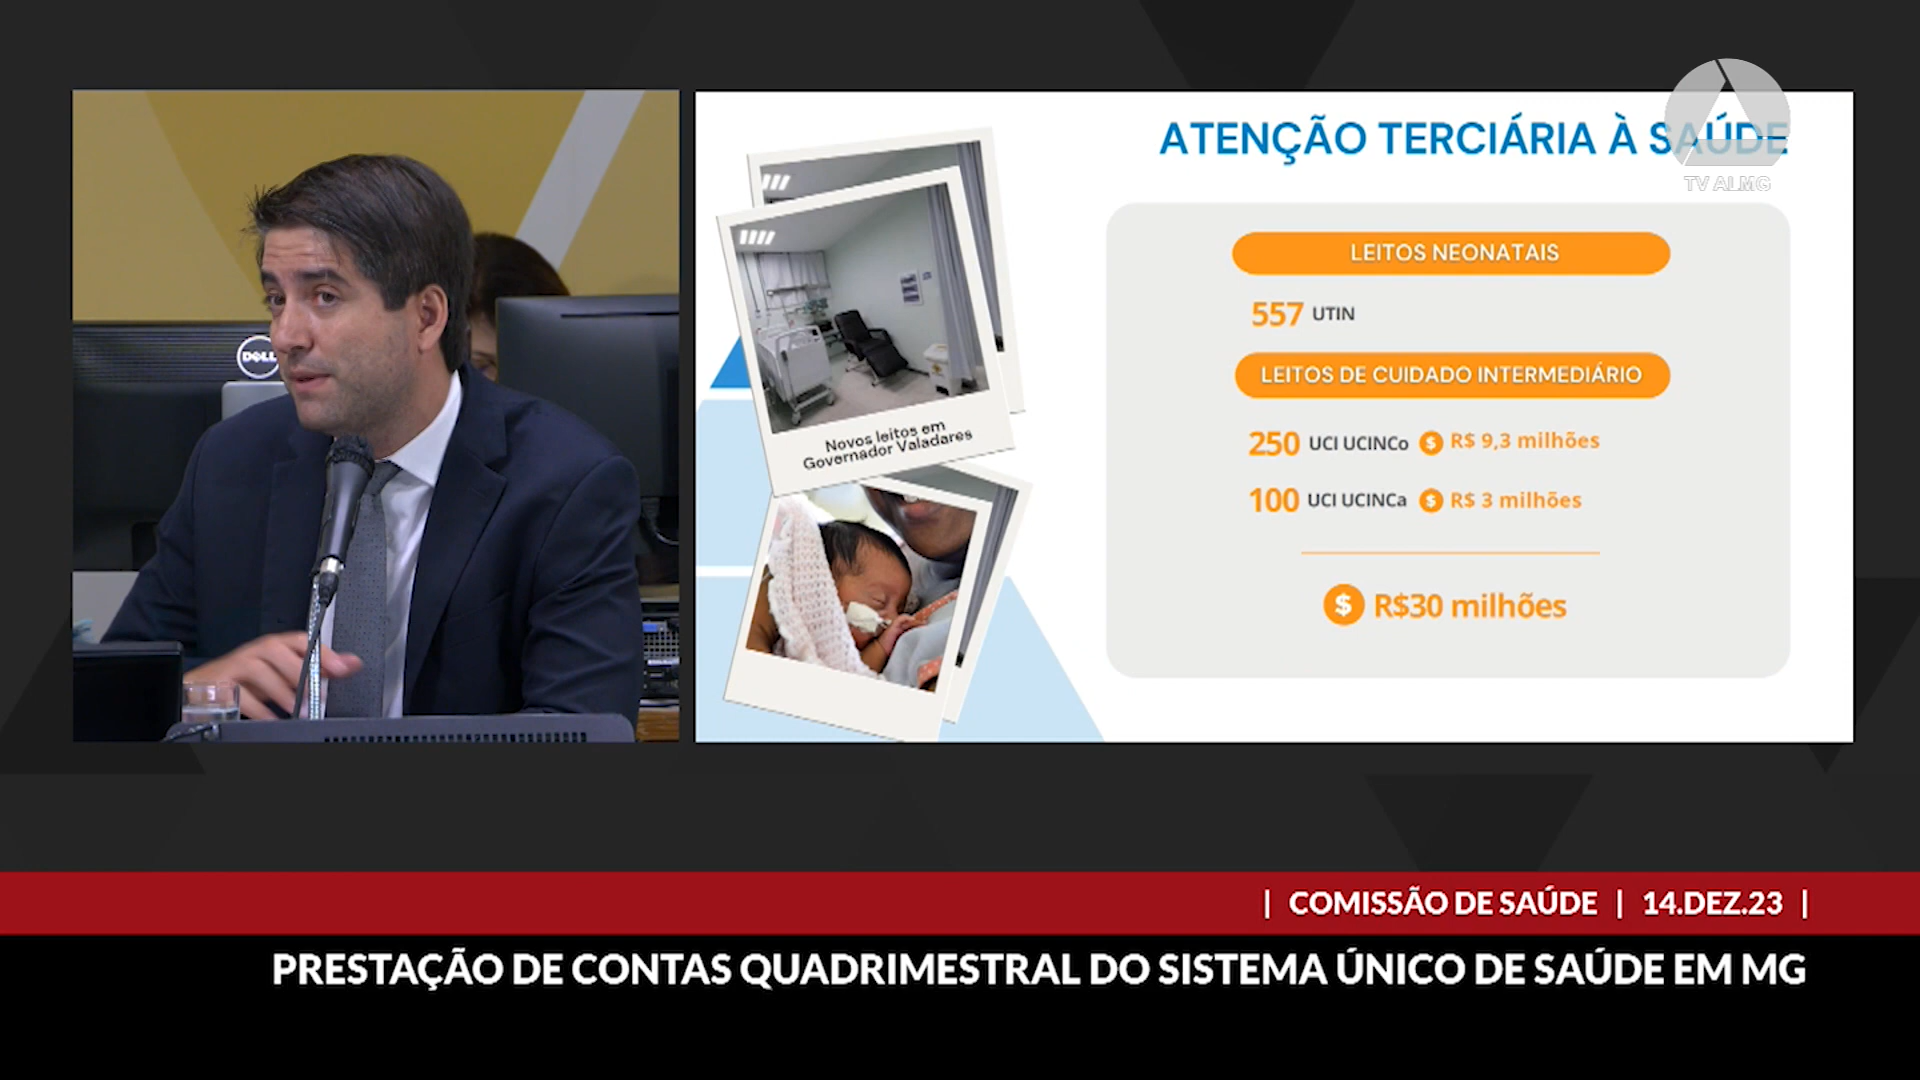 DELL
ATENÇÃO TERCIÁRIA À SAÚDE
TV ALMG
LEITOS NEONATAIS
557 UTIN
LEITOS DE CUIDADO INTERMEDIÁRIO
250 UCI UCINCo $ R$ 9,3 milhões
100 UCI UCINCa $ R$ 3 milhões
$ R$30 milhões
Novos leitos em
Governador Valadares
| COMISSÃO DE SAÚDE | 14.DEZ.23 |
PRESTAÇÃO DE CONTAS QUADRIMESTRAL DO SISTEMA ÚNICO DE SAÚDE EM MG